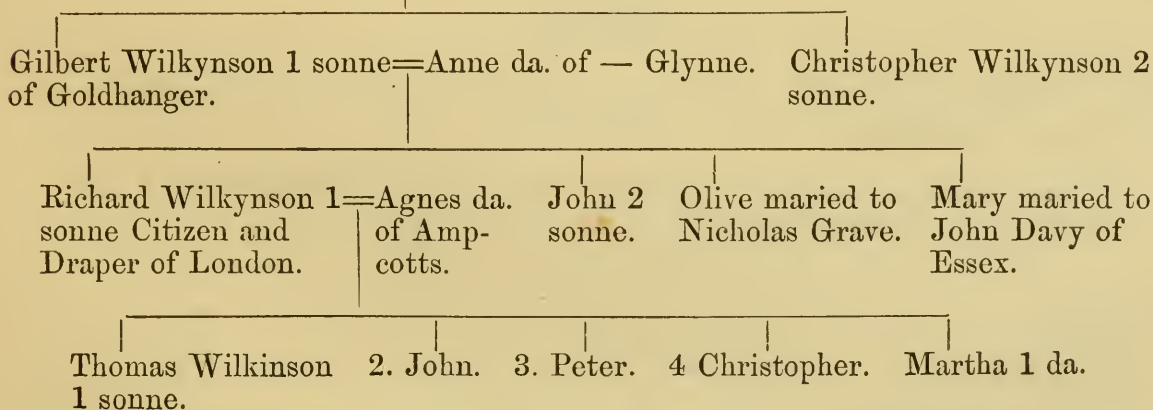 Gilbert Wilkynson 1 sonne=Anne da. of — Glynne. Christopher Wilkynson 2
of Goldhanger. sonne.
Richard Wilkynson 1=Agnes da. John 2 Olive maried to Mary maried to
sonne Citizen and of Amp- sonne. Nicholas Grave. John Davy of
Draper of London. cotts. Essex.
Thomas Wilkinson 2. John. 3. Peter. 4 Christopher. Martha 1 da.
1 sonne.